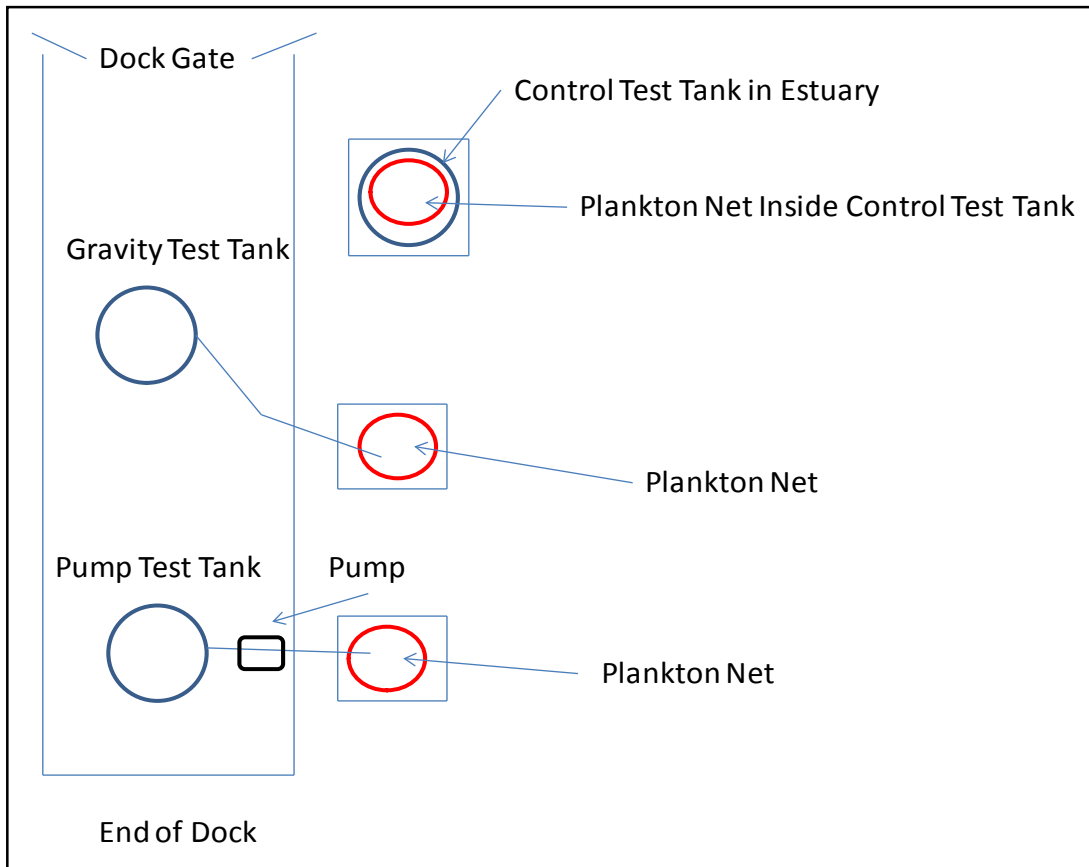 Dock Gate
Control Test Tank in Estuary
Plankton Net Inside Control Test Tank
Gravity Test Tank
Plankton Net
Pump Test Tank
Pump
Plankton Net
End of Dock